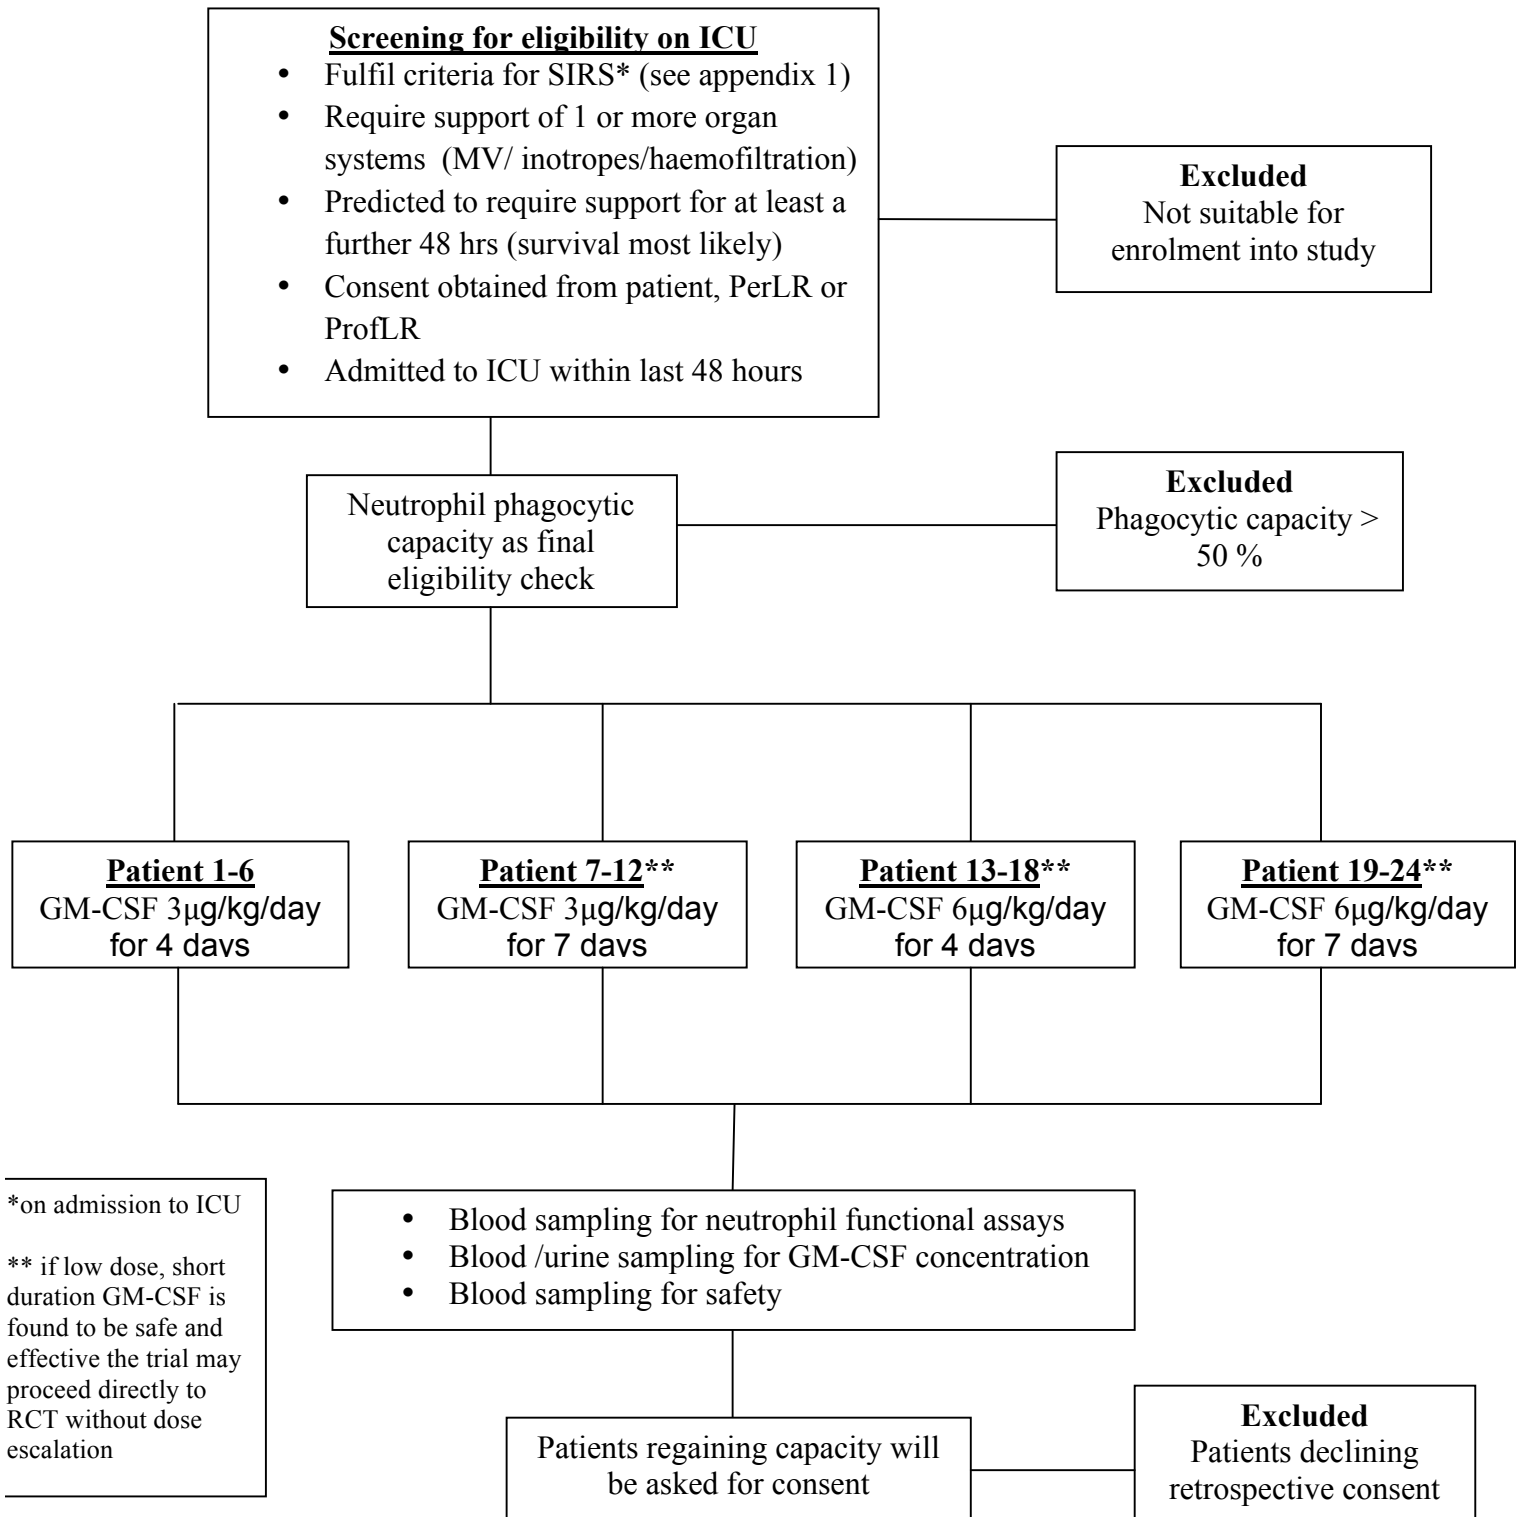 Screening for eligibility on ICU
• Fulfil criteria for SIRS* (see appendix 1)
• Require support of 1 or more organ
systems (MV/ inotropes/haemofiltration)
• Predicted to require support for at least a
further 48 hrs (survival most likely)
• Consent obtained from patient, PerLR or
ProfLR
• Admitted to ICU within last 48 hours
Excluded
Not suitable for
enrolment into study
Neutrophil phagocytic
capacity as final
eligibility check
Excluded
Phagocytic capacity >
50 %
Patient 1-6
GM-CSF 3μg/kg/day
for 4 days
Patient 7-12**
GM-CSF 3μg/kg/day
for 7 days
Patient 13-18**
GM-CSF 6μg/kg/day
for 4 days
Patient 19-24**
GM-CSF 6μg/kg/day
for 7 days
*on admission to ICU
** if low dose, short
duration GM-CSF is
found to be safe and
effective the trial may
proceed directly to
RCT without dose
escalation
• Blood sampling for neutrophil functional assays
• Blood /urine sampling for GM-CSF concentration
• Blood sampling for safety
Patients regaining capacity will
be asked for consent
Excluded
Patients declining
retrospective consent